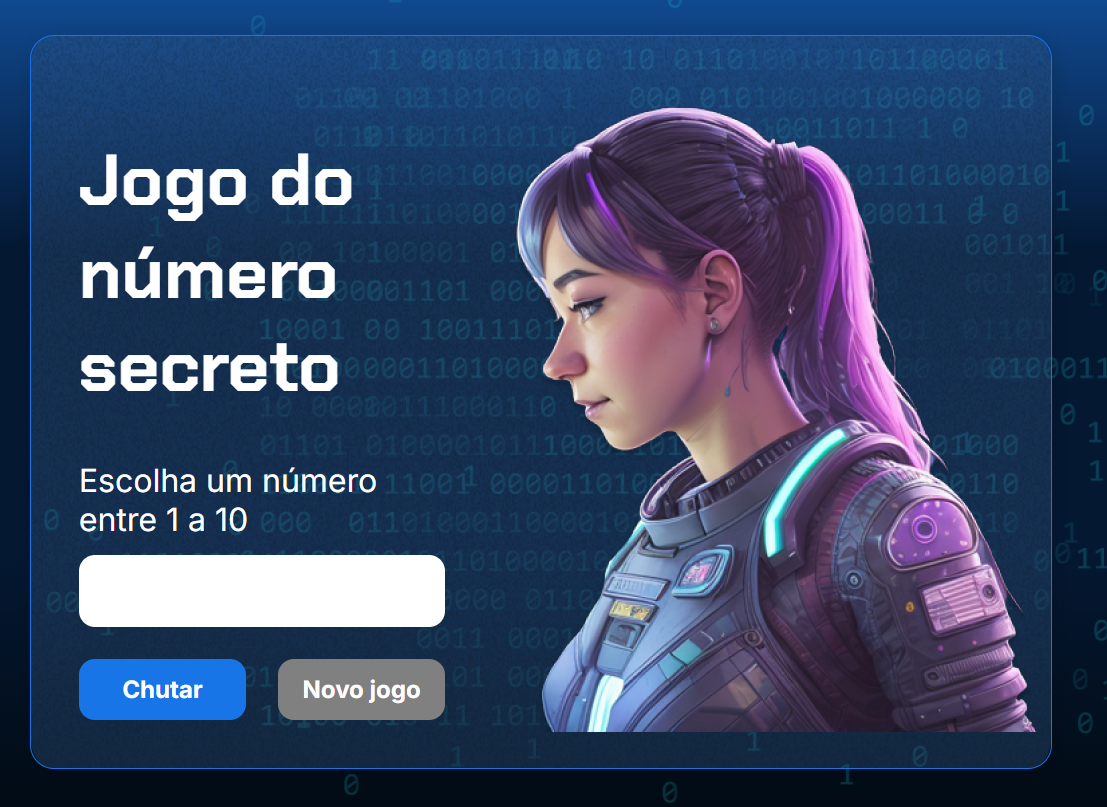 Jogo do
número
secreto
Escolha um número
entre 1 a 10
Chutar
Novo jogo